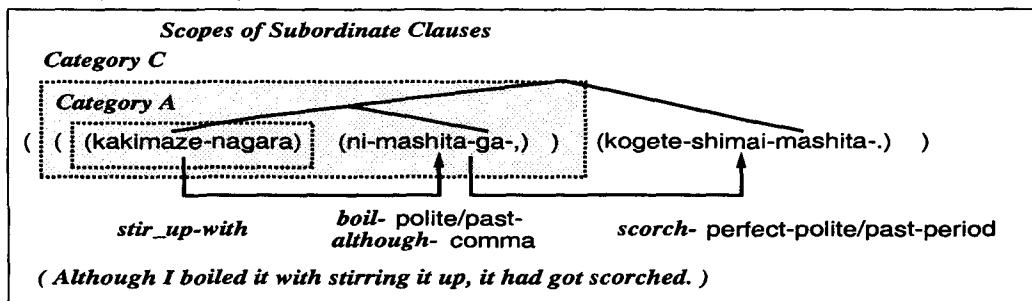 Scopes of Subordinate Clauses
Category C
Category A
( ( ( (kakimaze-nagara) (ni-mashita-ga-,) ) (kogete-shimai-mashita-.) )
stir_up-with boil- polite/past- scorch- perfect-polite/past-period
although- comma
( Although I boiled it with stirring it up, it had got scorched. )